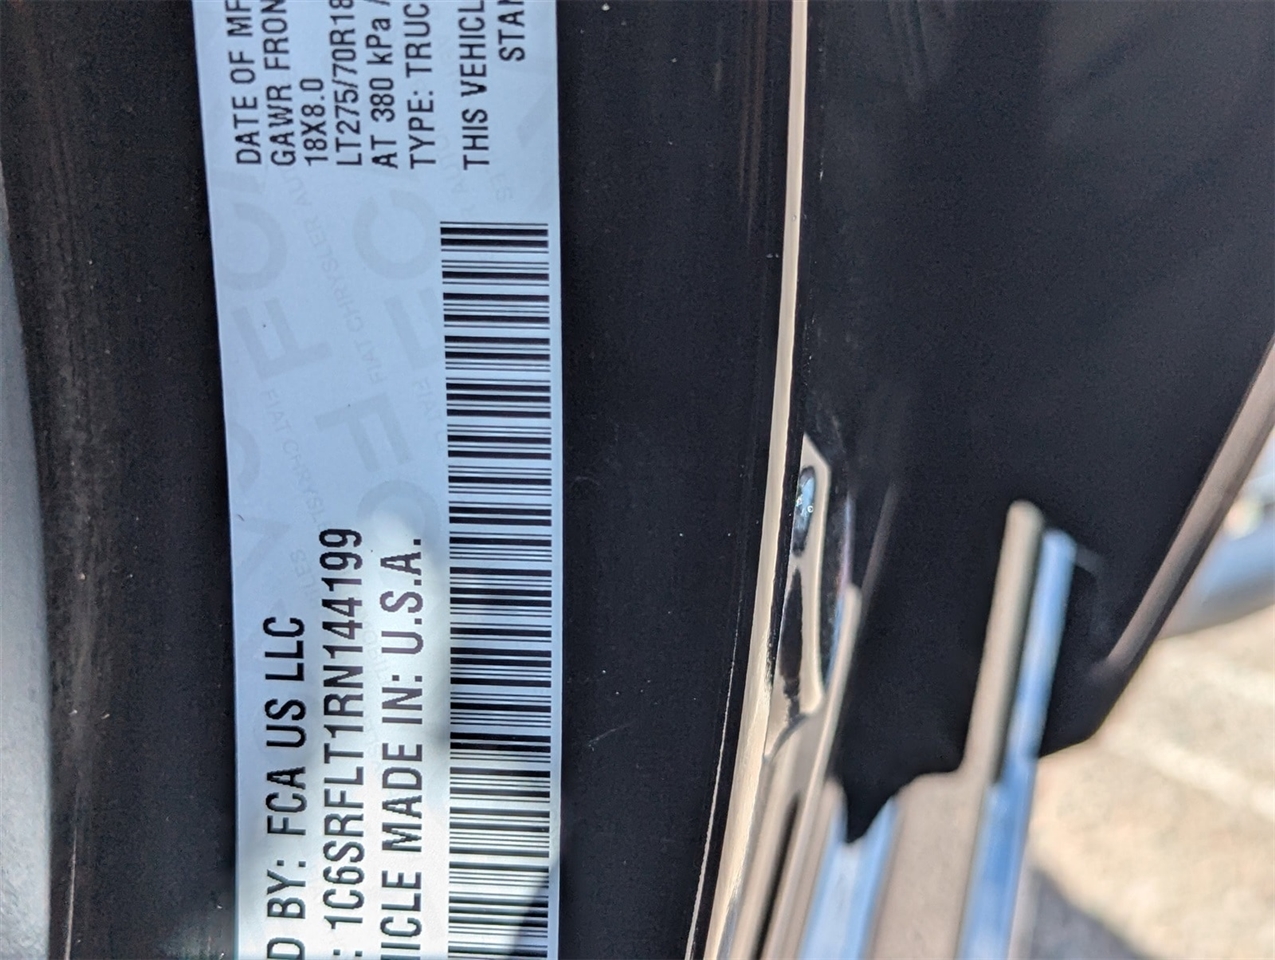 D BY: FCA US LLC
: 1C6SRFLT1RN144199
HICLE MADE IN: U.S.A.
DATE OF MF
GAWR FRON
18X8.0
LT275/70R18
AT 380 kPa /
TYPE: TRUC
THIS VEHICL
STAN